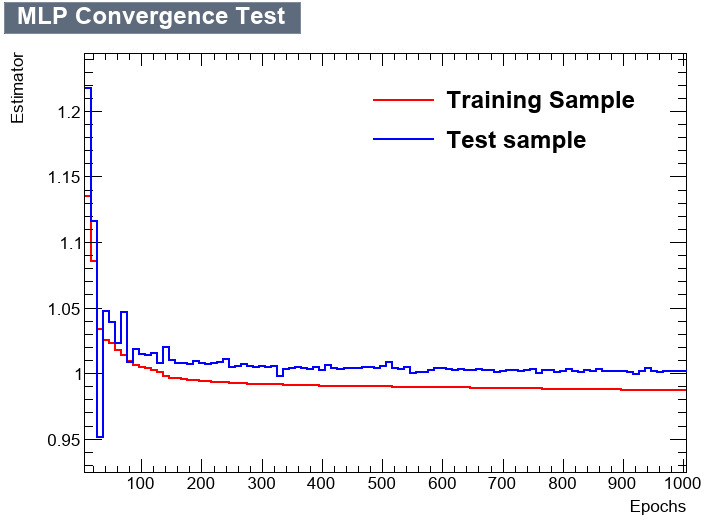 MLP Convergence Test
Estimator
Training Sample
Test sample
1.2
1.15
1.1
1.05
1
0.95
100 200 300 400 500 600 700 800 900 1000
Epochs